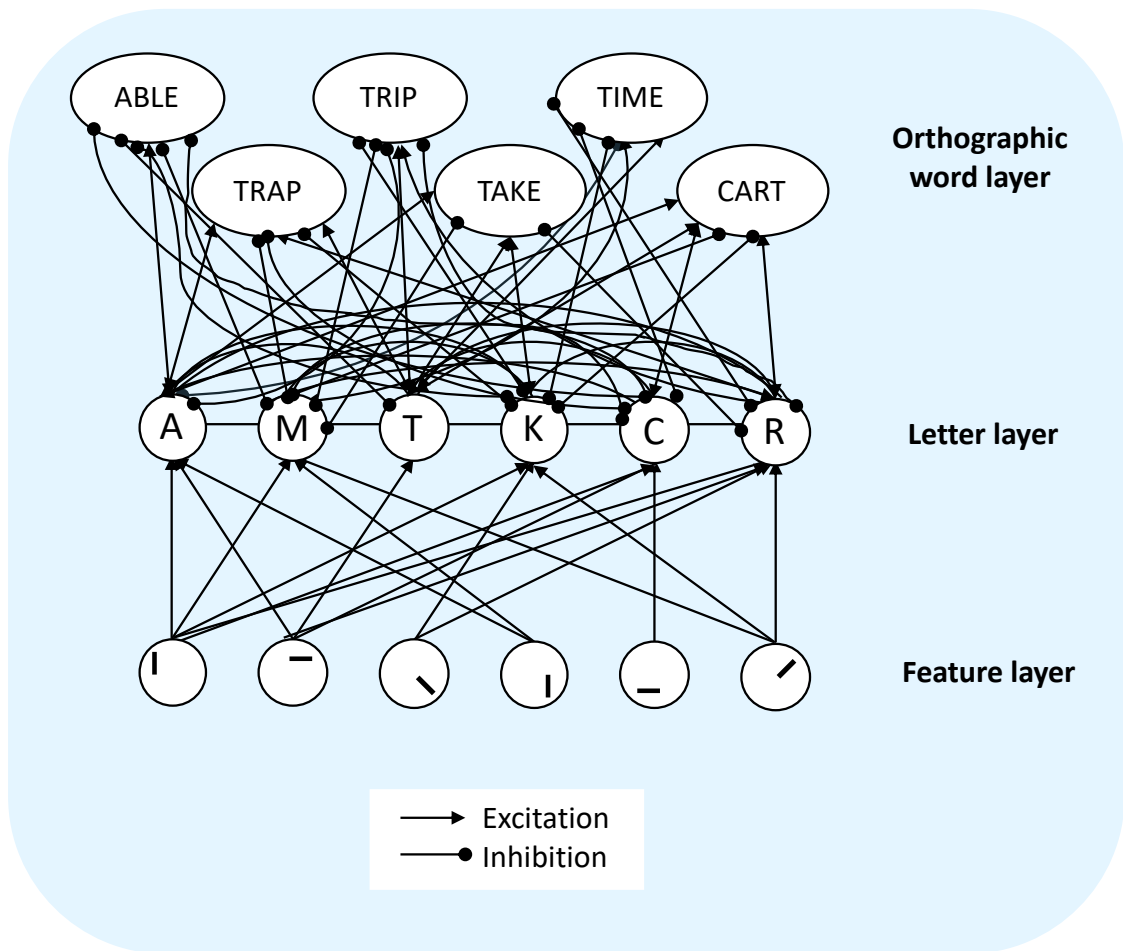 ABLE
TRIP
TIME
Orthographic
word layer
TRAP
TAKE
CART
A
M
T
K
C
R
Letter layer
Feature layer
Excitation
Inhibition